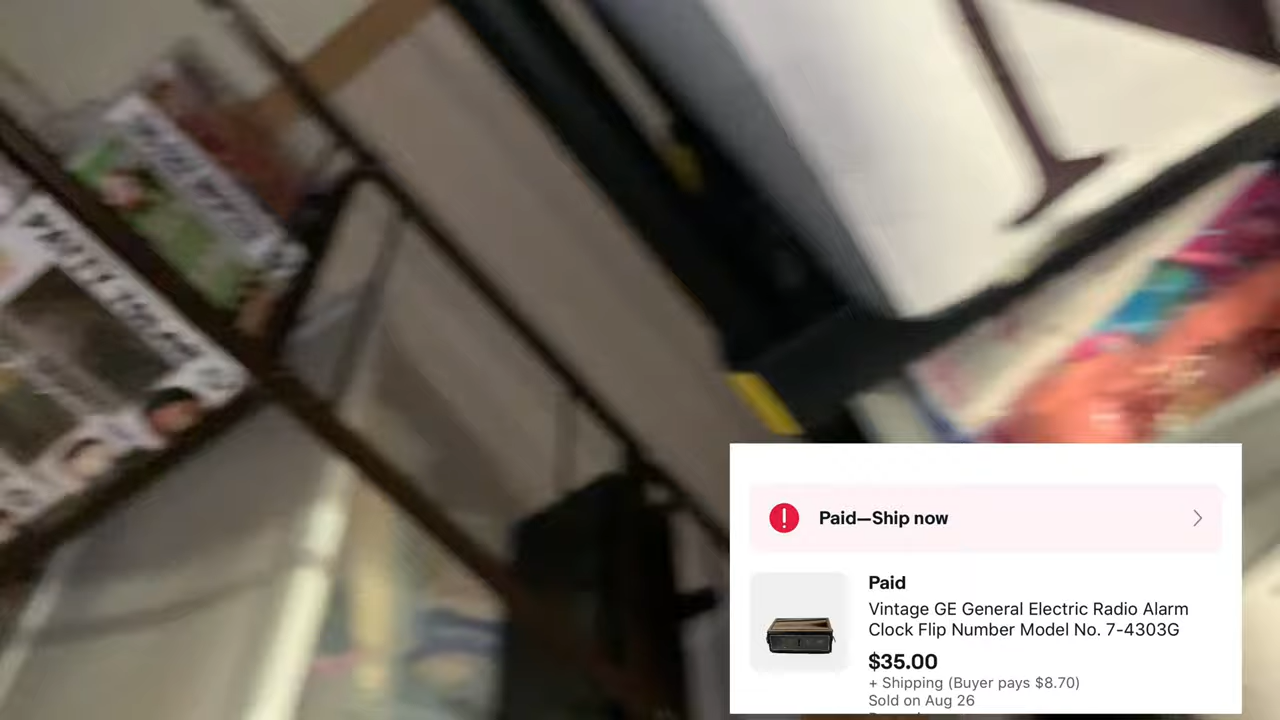 Paid—Ship now
Paid
Vintage GE General Electric Radio Alarm
Clock Flip Number Model No. 7-4303G
$35.00
+ Shipping (Buyer pays $8.70)
Sold on Aug 26